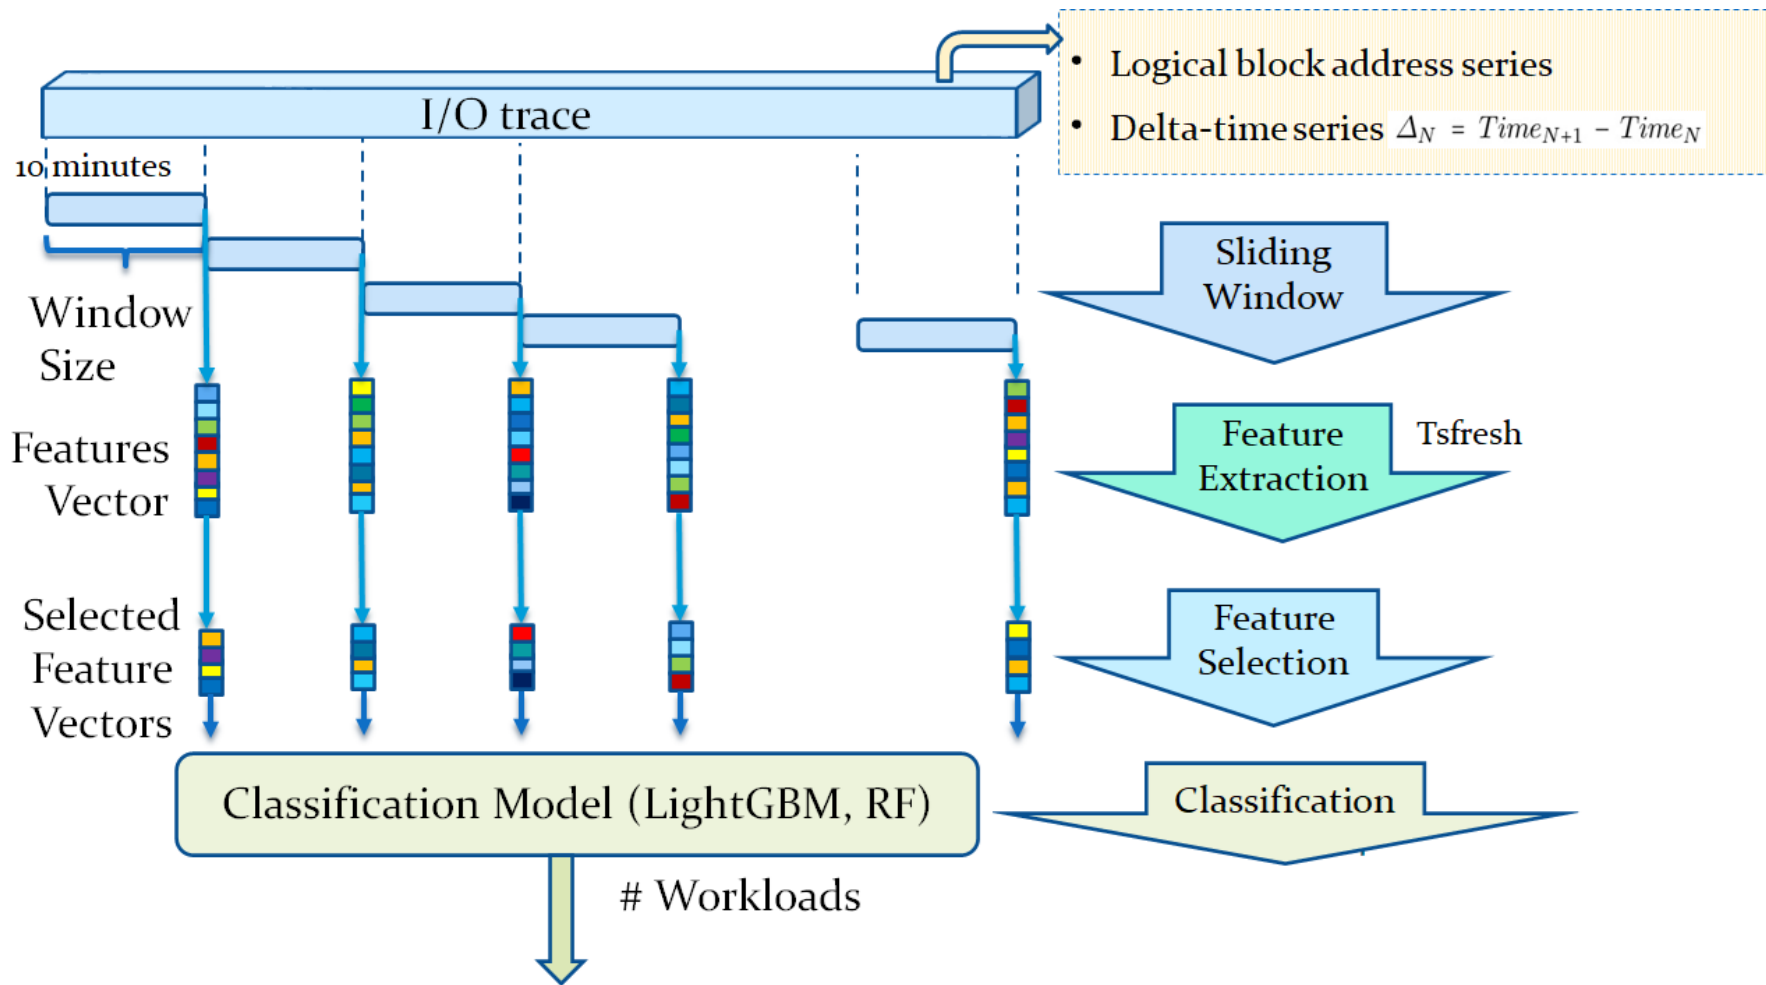 Logical block address series
Delta-time series Δ_N = Time_{N+1} − Time_N
I/O trace
10 minutes
Sliding
Window
Window
Size
Feature
Extraction
Tsfresh
Features
Vector
Feature
Selection
Selected
Feature
Vectors
Classification Model (LightGBM, RF)
Classification
# Workloads